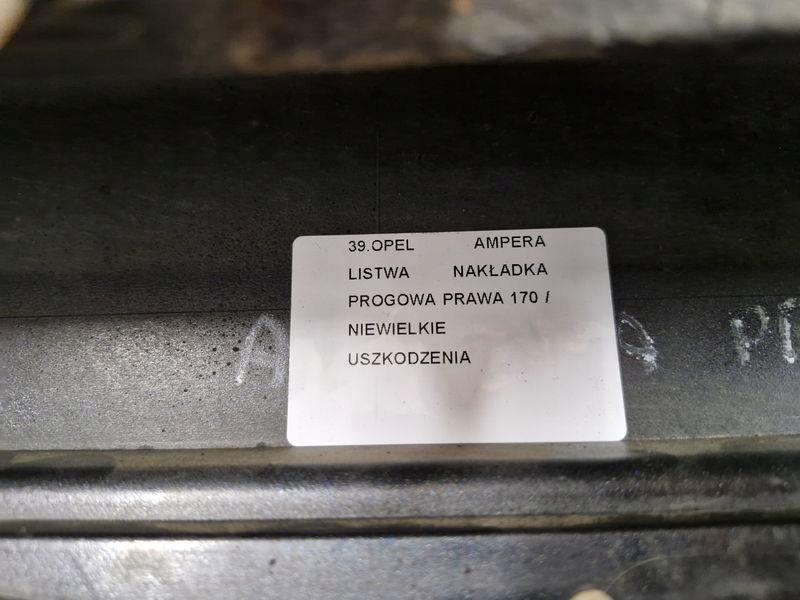 39.OPEL AMPERA
LISTWA NAKŁADKA
PROGOWA PRAWA 170 /
NIEWIELKIE
USZKODZENIA